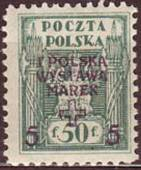 POCZTA
POLSKA
I POLSKA
WYSTAWA
MAREK
5 5
f. 50 f.